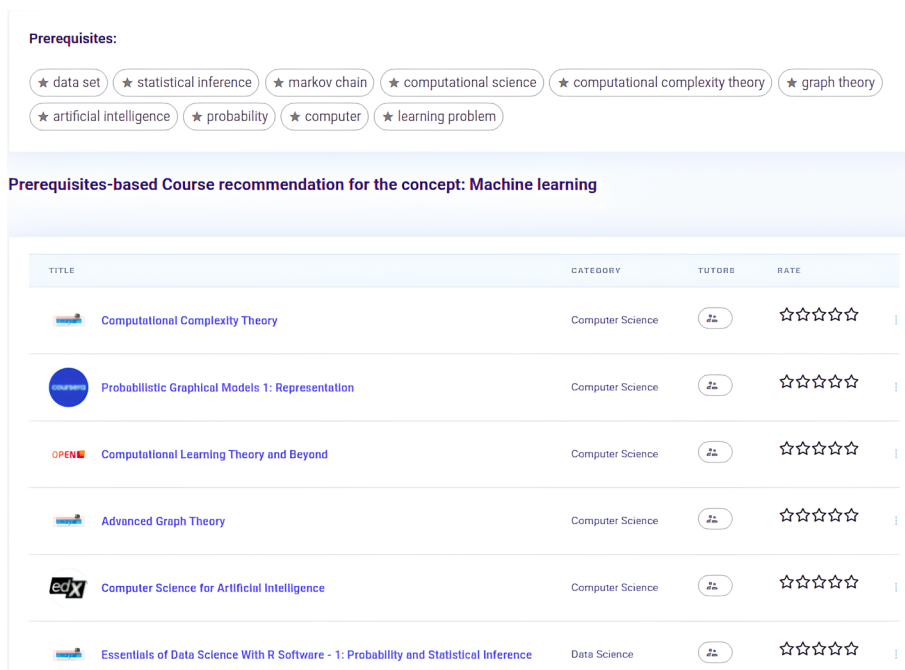 Prerequisites:
★ data set ★ statistical inference ★ markov chain ★ computational science ★ computational complexity theory ★ graph theory
★ artificial intelligence ★ probability ★ computer ★ learning problem
Prerequisites-based Course recommendation for the concept: Machine learning
TITLE CATEGORY TUTORS RATE
Computational Complexity Theory Computer Science
coursera Probabilistic Graphical Models 1: Representation Computer Science
OPEN Computational Learning Theory and Beyond Computer Science
Advanced Graph Theory Computer Science
edX Computer Science for Artificial Intelligence Computer Science
Essentials of Data Science With R Software - 1: Probability and Statistical Inference Data Science